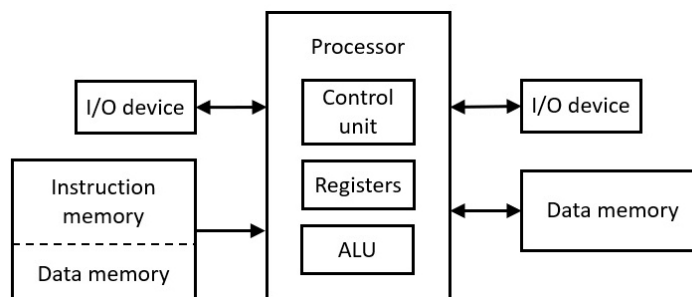 Processor
I/O device
Control
unit
I/O device
Instruction
memory
Registers
Data memory
ALU
Data memory